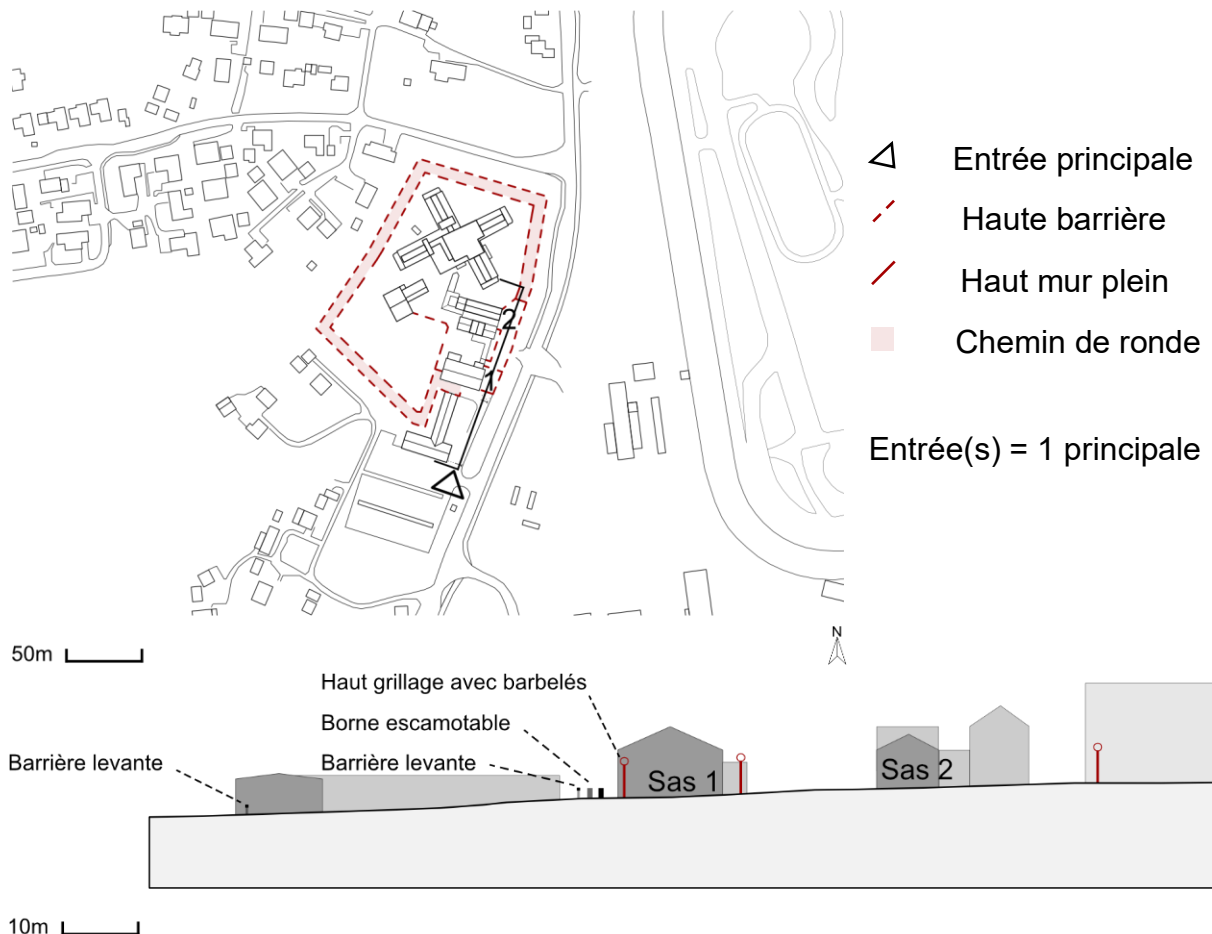 Entrée principale
Haute barrière
Haut mur plein
Chemin de ronde
Entrée(s) = 1 principale
2
1
N
50m
Haut grillage avec barbelés
Borne escamotable
Barrière levante
Barrière levante
Sas 1
Sas 2
10m